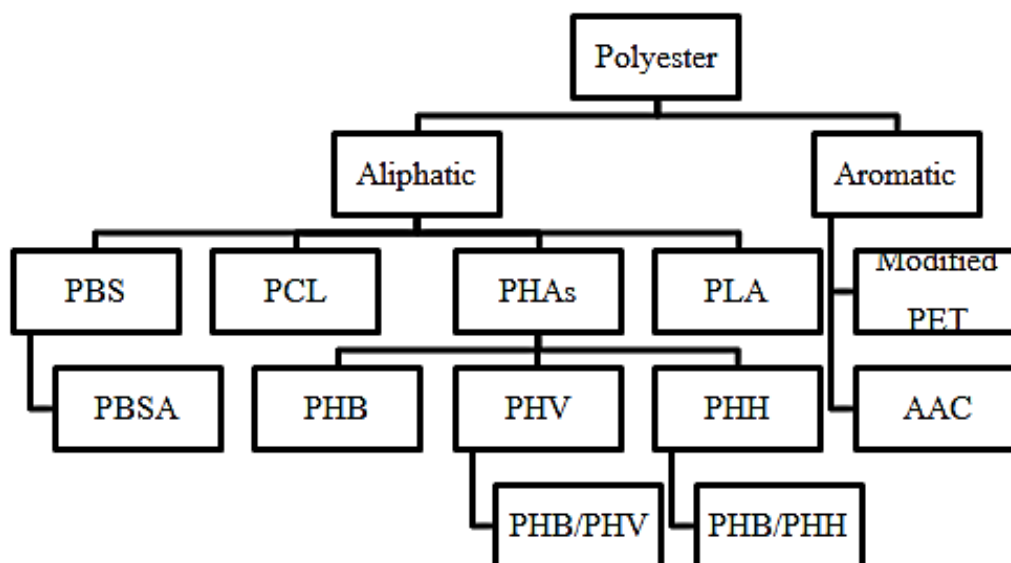 Polyester
Aliphatic
Aromatic
PBS
PCL
PHAs
PLA
Modified
PET
PBSA
PHB
PHV
PHH
AAC
PHB/PHV
PHB/PHH